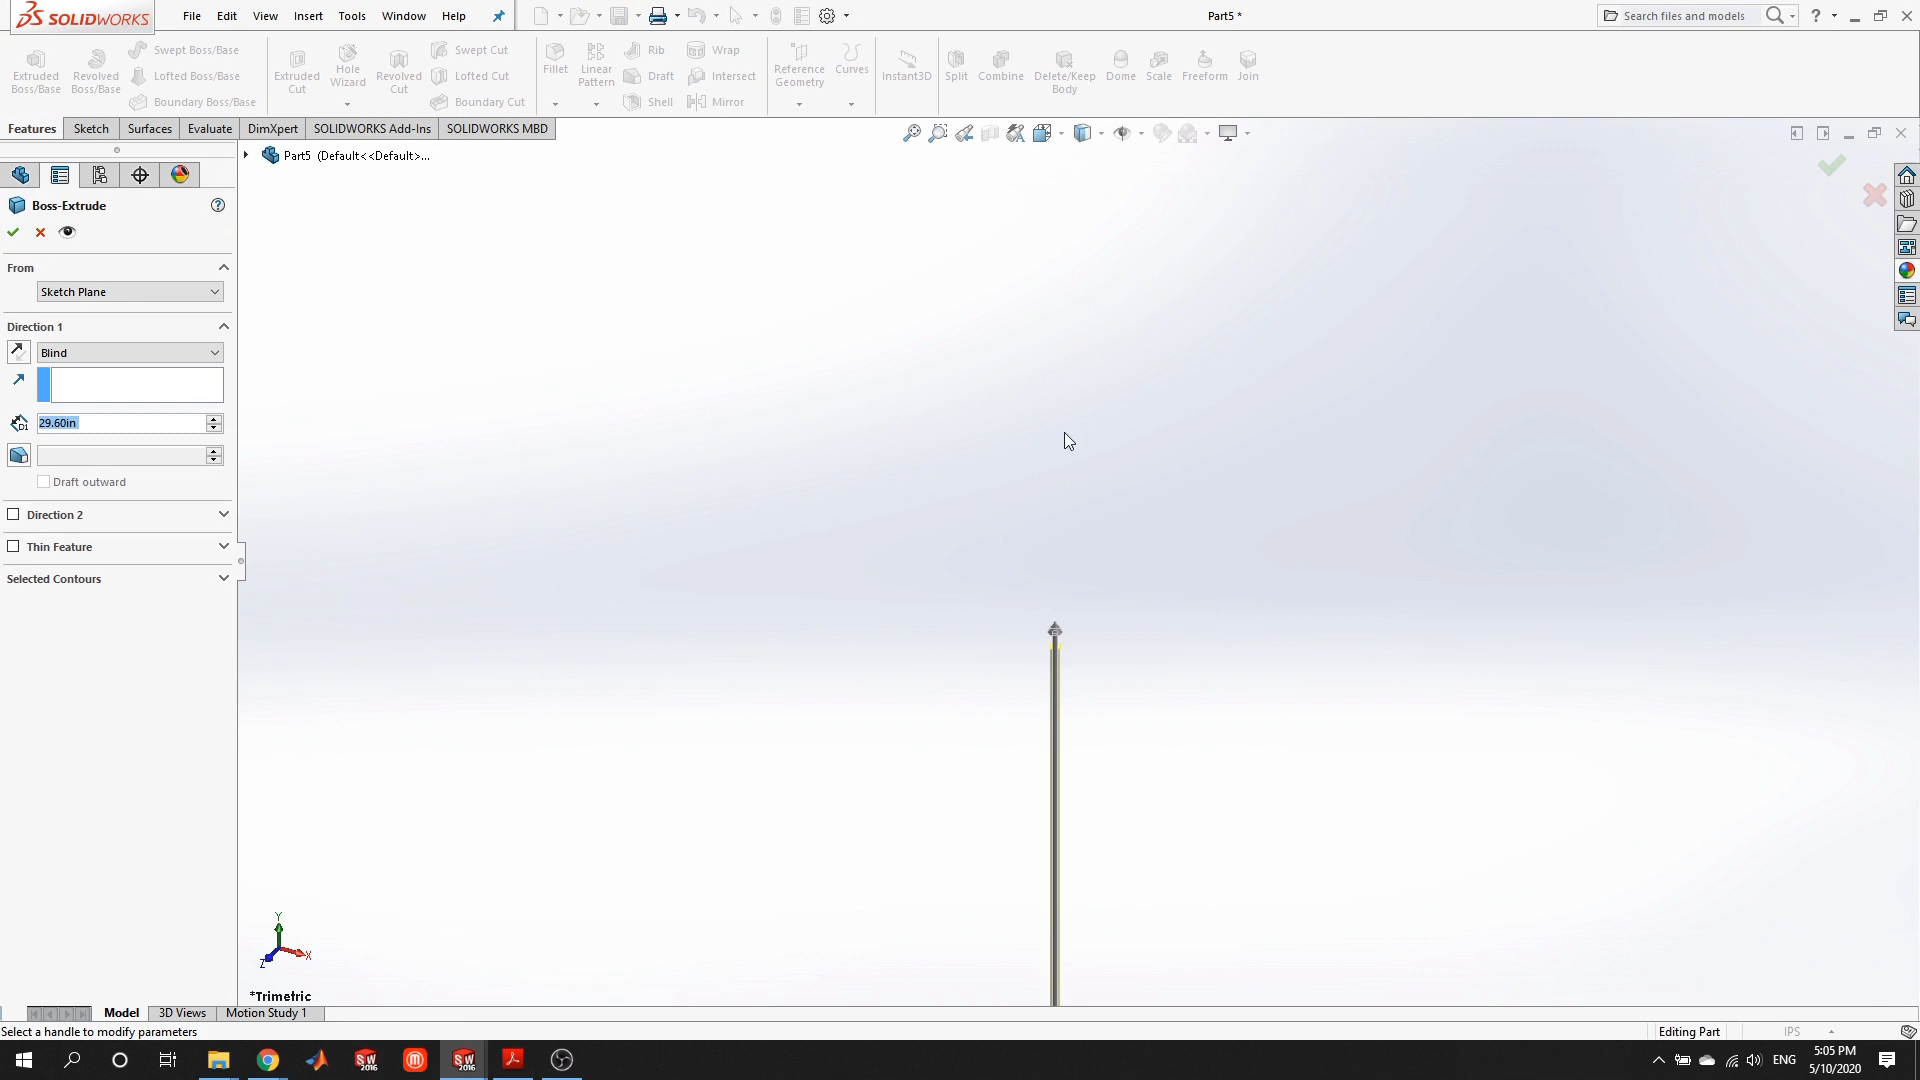 SOLIDWORKS File Edit View Insert Tools Window Help Part5 * Search files and models
Extruded Boss/Base
Revolved Boss/Base
Swept Boss/Base
Lofted Boss/Base
Boundary Boss/Base
Extruded Cut
Hole Wizard
Revolved Cut
Swept Cut
Lofted Cut
Boundary Cut
Fillet
Linear Pattern
Rib
Draft
Shell
Wrap
Intersect
Mirror
Reference Geometry
Curves
Instant3D
Split
Combine
Delete/Keep Body
Dome
Scale
Freeform
Join
Features Sketch Surfaces Evaluate DimXpert SOLIDWORKS Add-Ins SOLIDWORKS MBD
Part5 (Default<<Default>...
Boss-Extrude
From
Sketch Plane
Direction 1
Blind
D1
29.60in
Draft outward
Direction 2
Thin Feature
Selected Contours
Y
X
Z
*Trimetric
Model 3D Views Motion Study 1
Select a handle to modify parameters Editing Part IPS
SW 2016
SW 2016
ENG
5:05 PM
5/10/2020